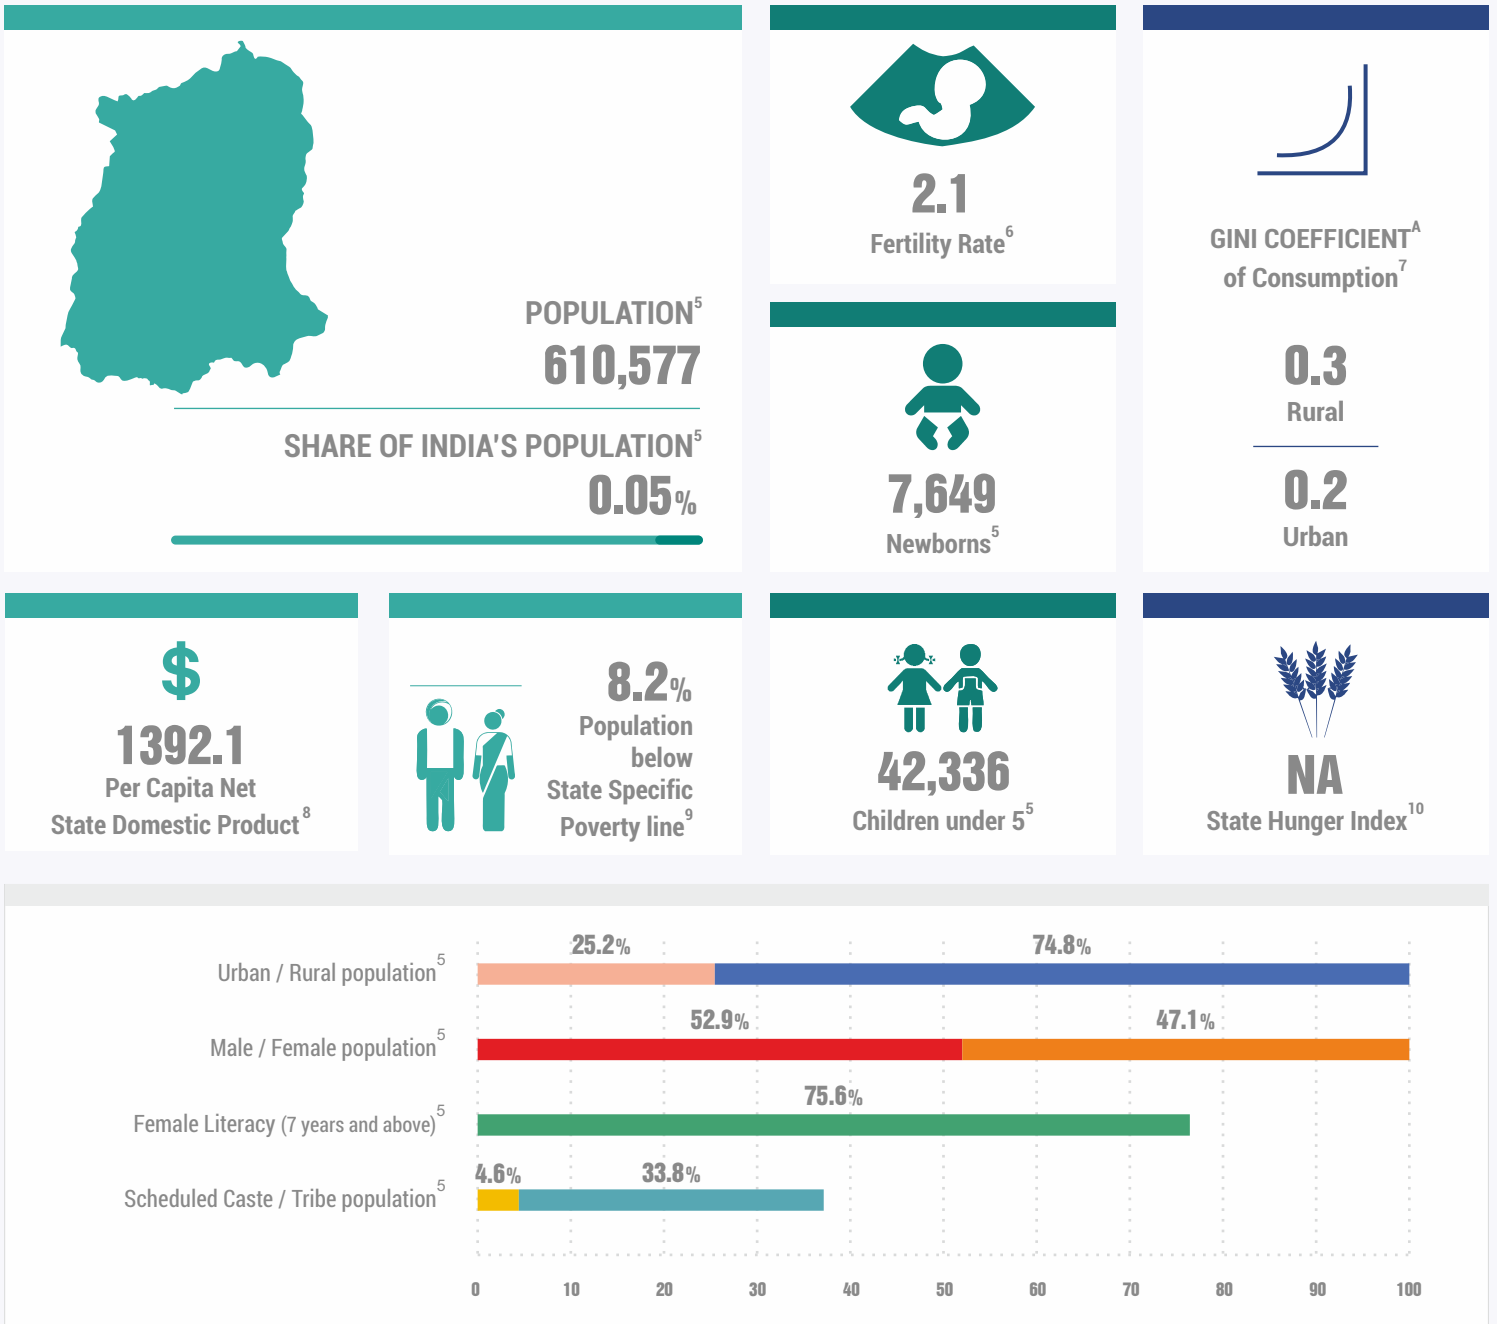 POPULATION5
610,577
SHARE OF INDIA'S POPULATION5
0.05%
2.1
Fertility Rate6
7,649
Newborns5
GINI COEFFICIENTA
of Consumption7
0.3
Rural
0.2
Urban
$
1392.1
Per Capita Net
State Domestic Product8
8.2%
Population
below
State Specific
Poverty line9
42,336
Children under 55
NA
State Hunger Index10
25.2% 74.8%
Urban / Rural population5
52.9% 47.1%
Male / Female population5
75.6%
Female Literacy (7 years and above)5
4.6% 33.8%
Scheduled Caste / Tribe population5
0 10 20 30 40 50 60 70 80 90 100